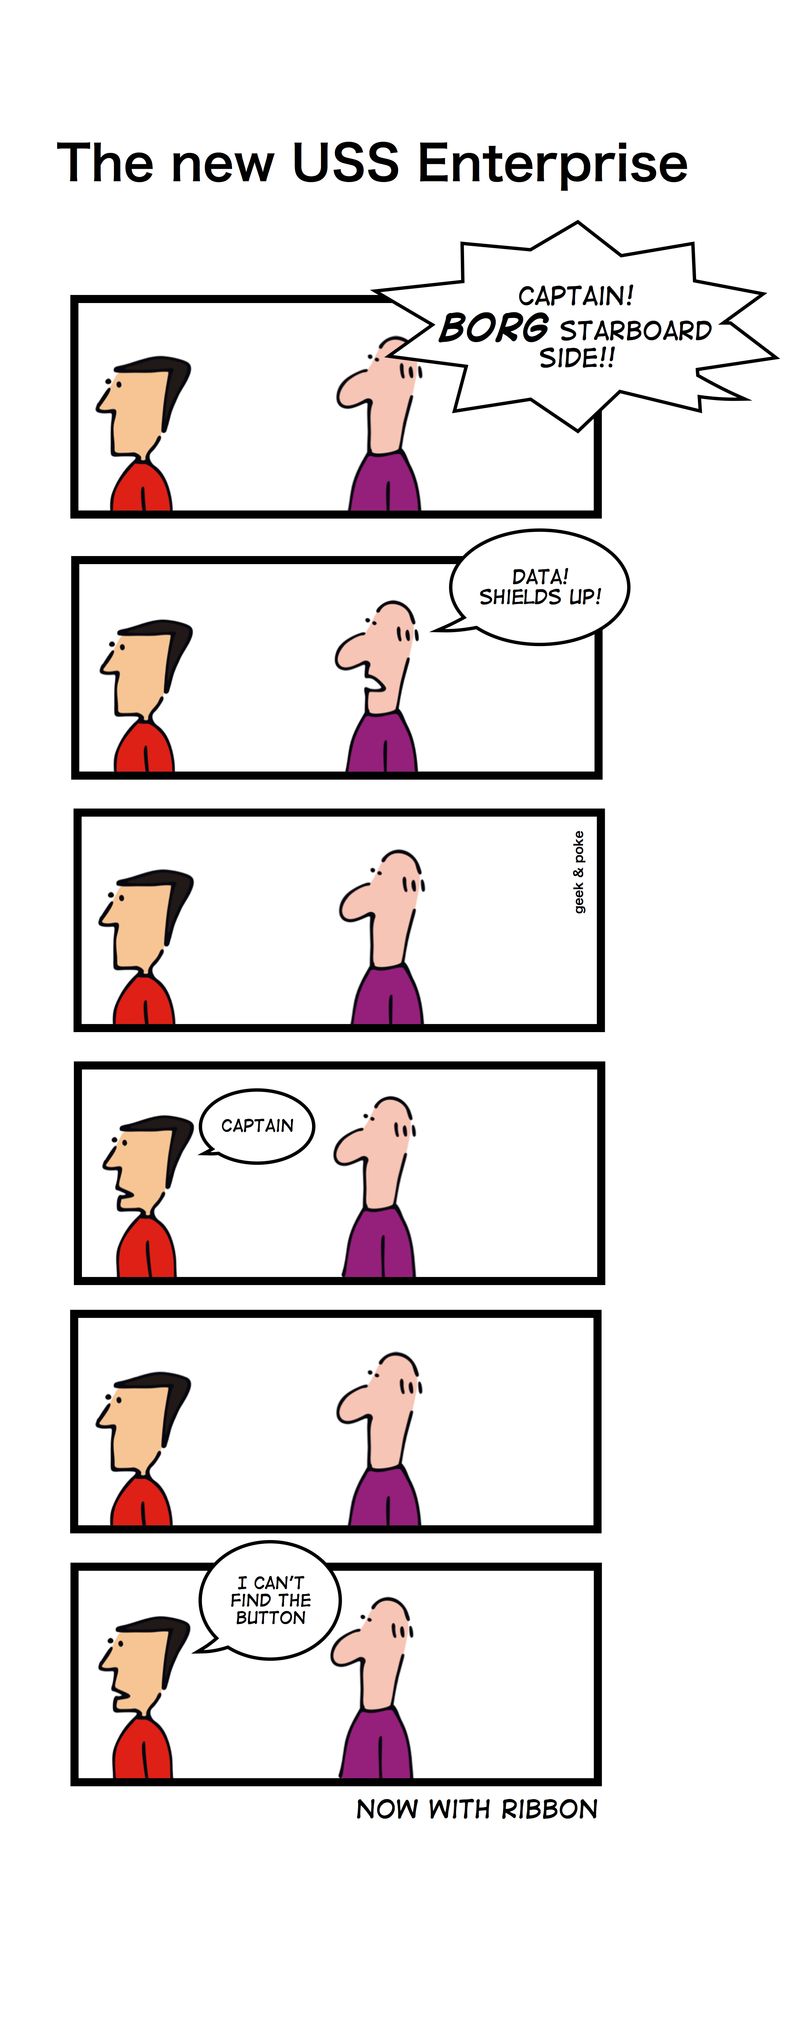 The new USS Enterprise
CAPTAIN!
BORG STARBOARD
SIDE!!
DATA!
SHIELDS UP!
geek & poke
CAPTAIN
I CAN'T
FIND THE
BUTTON
NOW WITH RIBBON